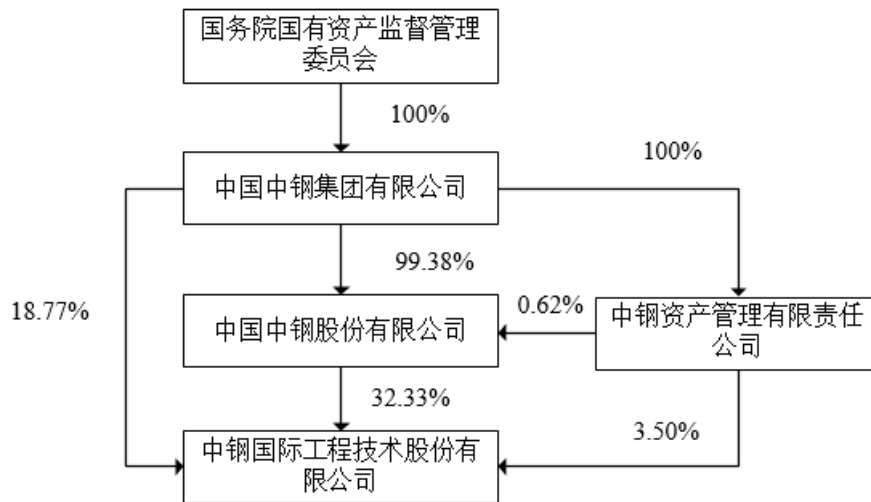 国务院国有资产监督管理
委员会
100%
100%
中国中钢集团有限公司
99.38%
18.77%
0.62%
中国中钢股份有限公司
中钢资产管理有限责任
公司
32.33%
3.50%
中钢国际工程技术股份有
限公司